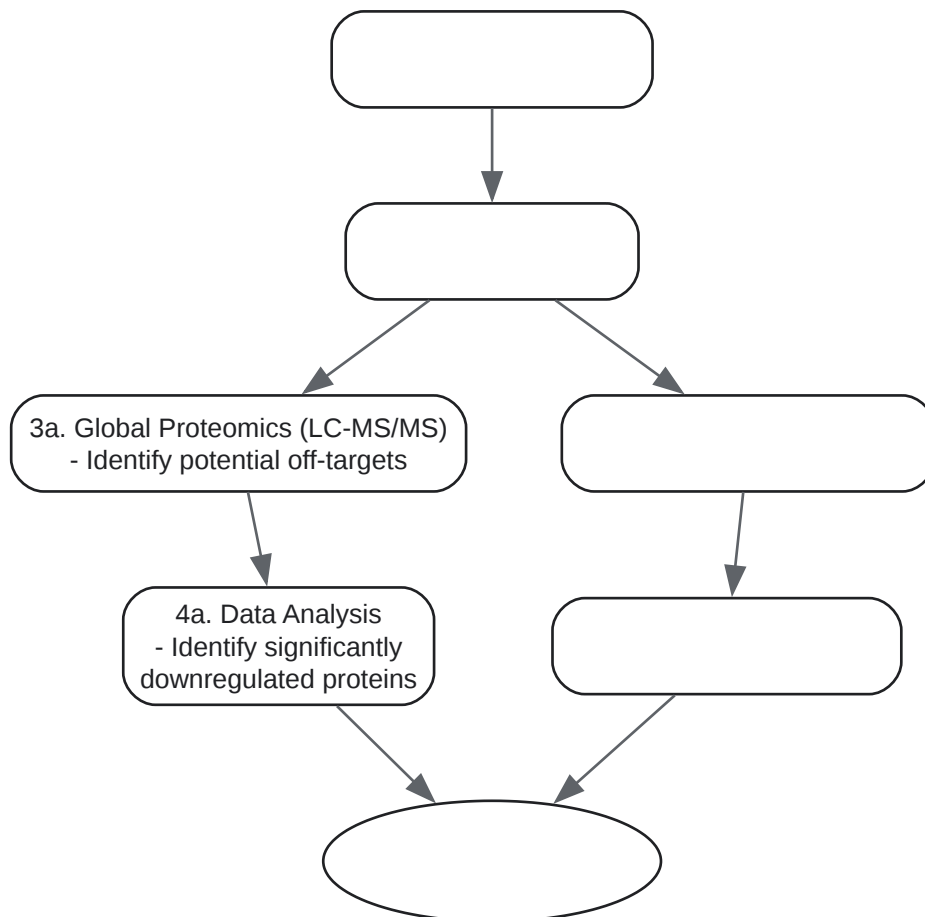 3a. Global Proteomics (LC-MS/MS)
- Identify potential off-targets
4a. Data Analysis
- Identify significantly
downregulated proteins